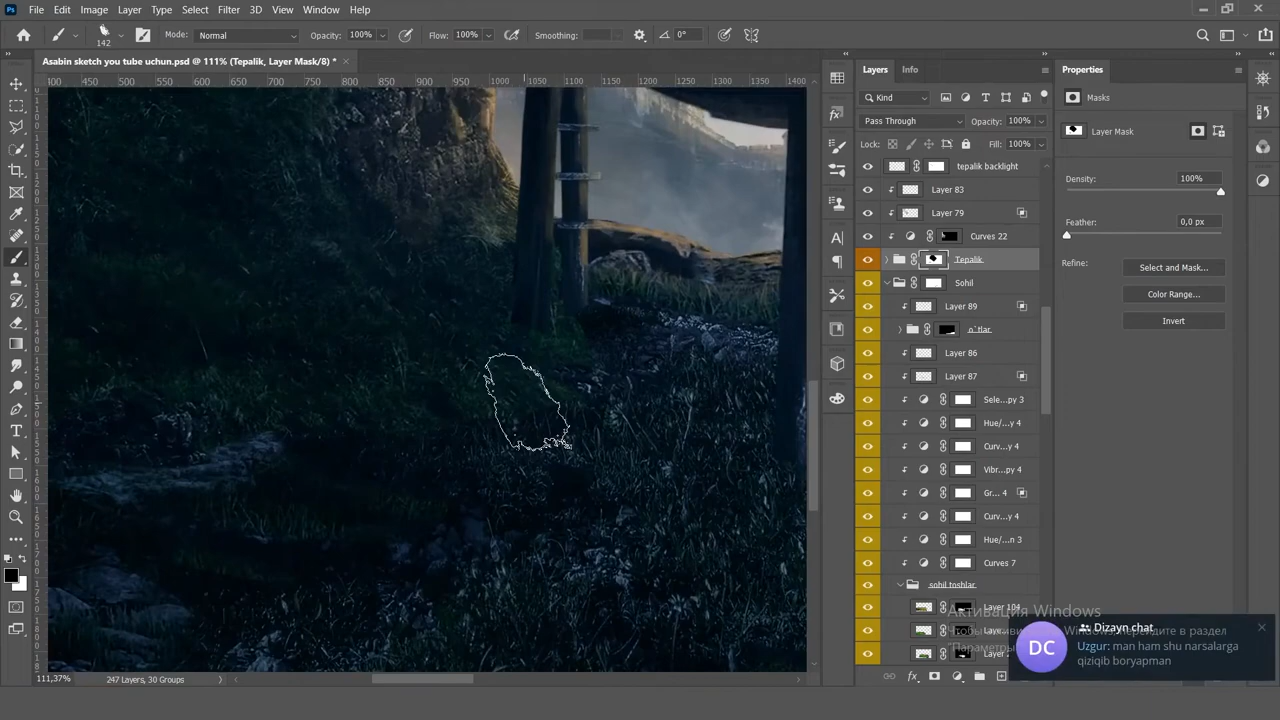 Ps File Edit Image Layer Type Select Filter 3D View Window Help
142 Mode: Normal Opacity: 100% Flow: 100% Smoothing: 0°
Asabin sketch you tube uchun.psd @ 111% (Tepalik, Layer Mask/8) *
400 450 500 550 600 650 700 750 800 850 900 950 1000 1050 1100 1150 1200 1250 1300 1350 1400
111,37% 247 Layers, 30 Groups
Layers Info
Kind
Pass Through Opacity: 100%
Lock: Fill: 100%
tepalik backlight
Layer 83
Layer 79
Curves 22
Tepalik
Sohil
Layer 89
o`tlar
Layer 86
Layer 87
Sele...py 3
Hue/...y 4
Curv...y 4
Vibr...py 4
Gr... 4
Curv...y 4
Hue/...n 3
Curves 7
sohil toshlar
Layer 104
Properties
Masks
Layer Mask
Density: 100%
Feather: 0,0 px
Refine: Select and Mask...
Color Range...
Invert
Активация Windows
DC
Dizayn chat
Uzgur: man ham shu narsalarga
qiziqib boryapman